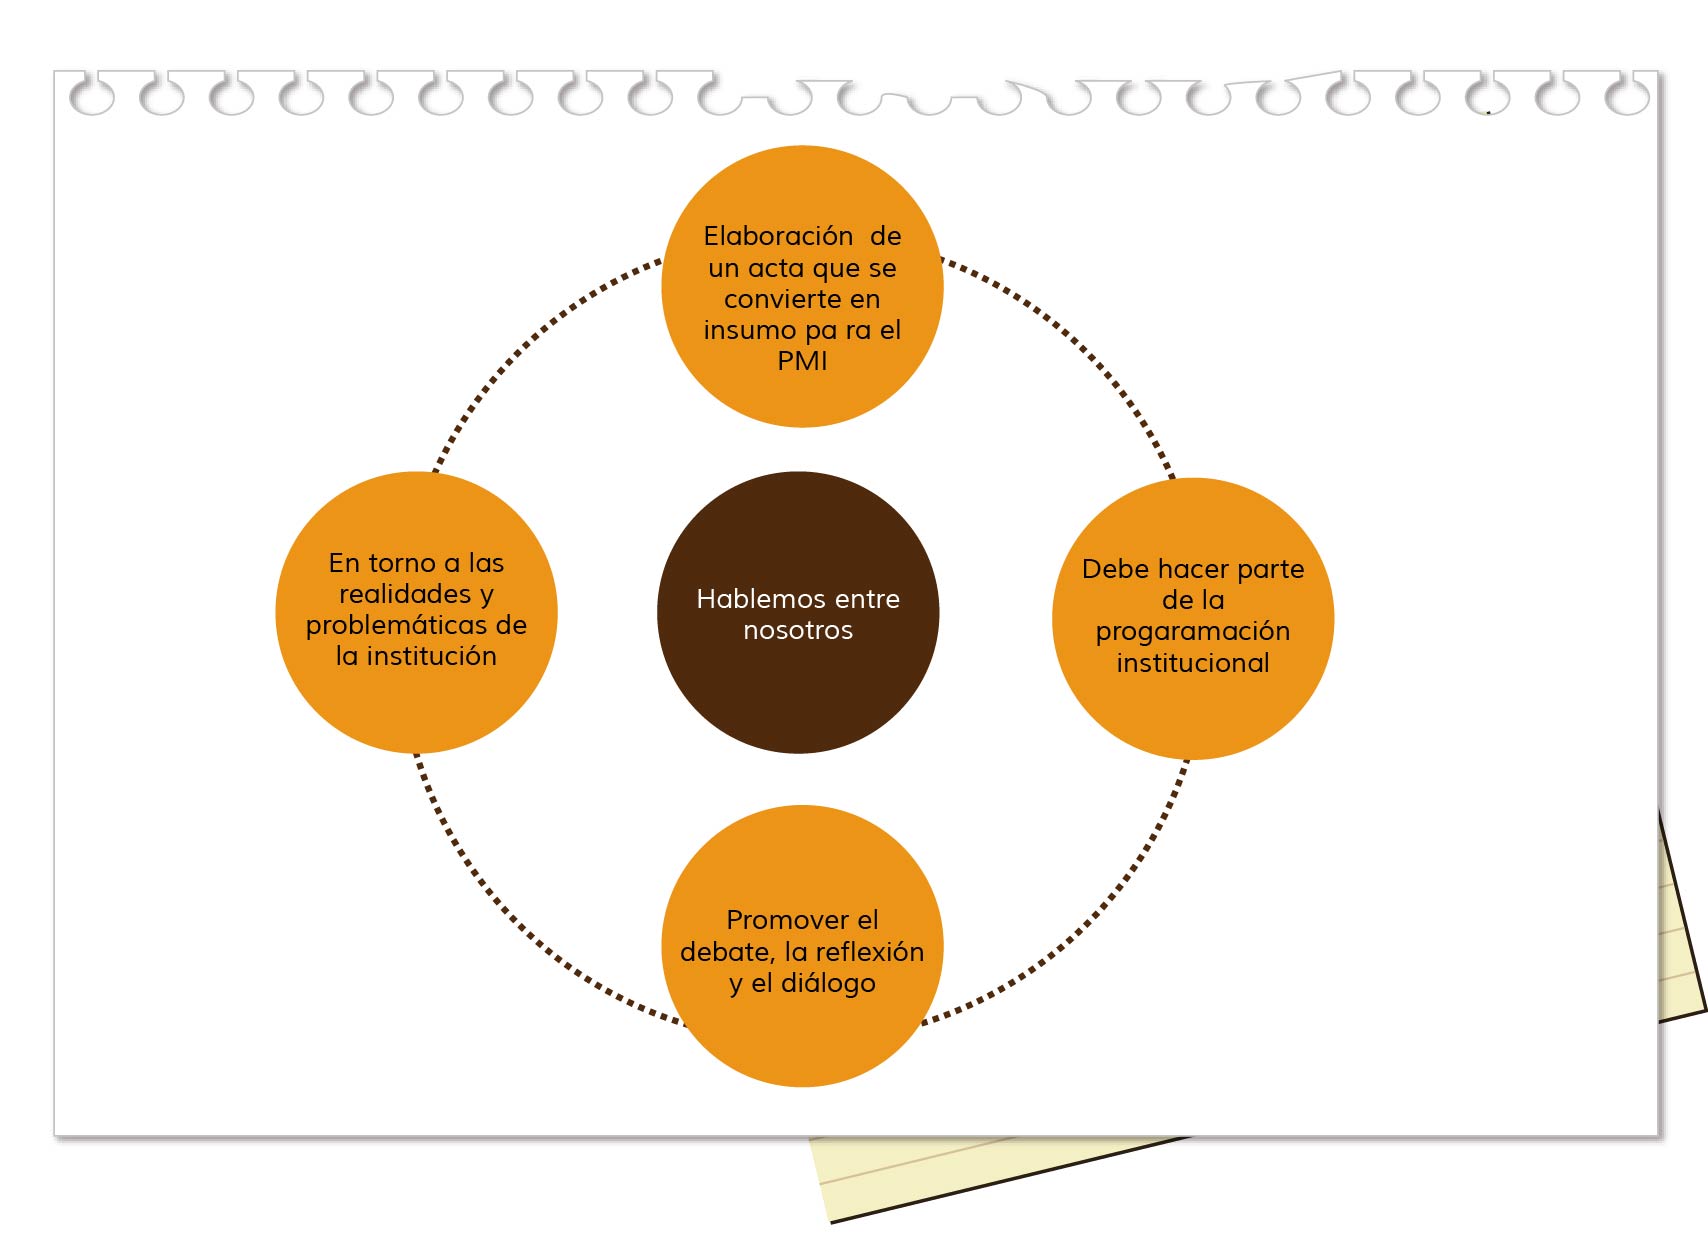 Elaboración  de
un acta que se
convierte en
insumo pa ra el
PMI
En torno a las
realidades y
problemáticas de
la institución
Hablemos entre
nosotros
Debe hacer parte
de la
progaramación
institucional
Promover el
debate, la reflexión
y el diálogo